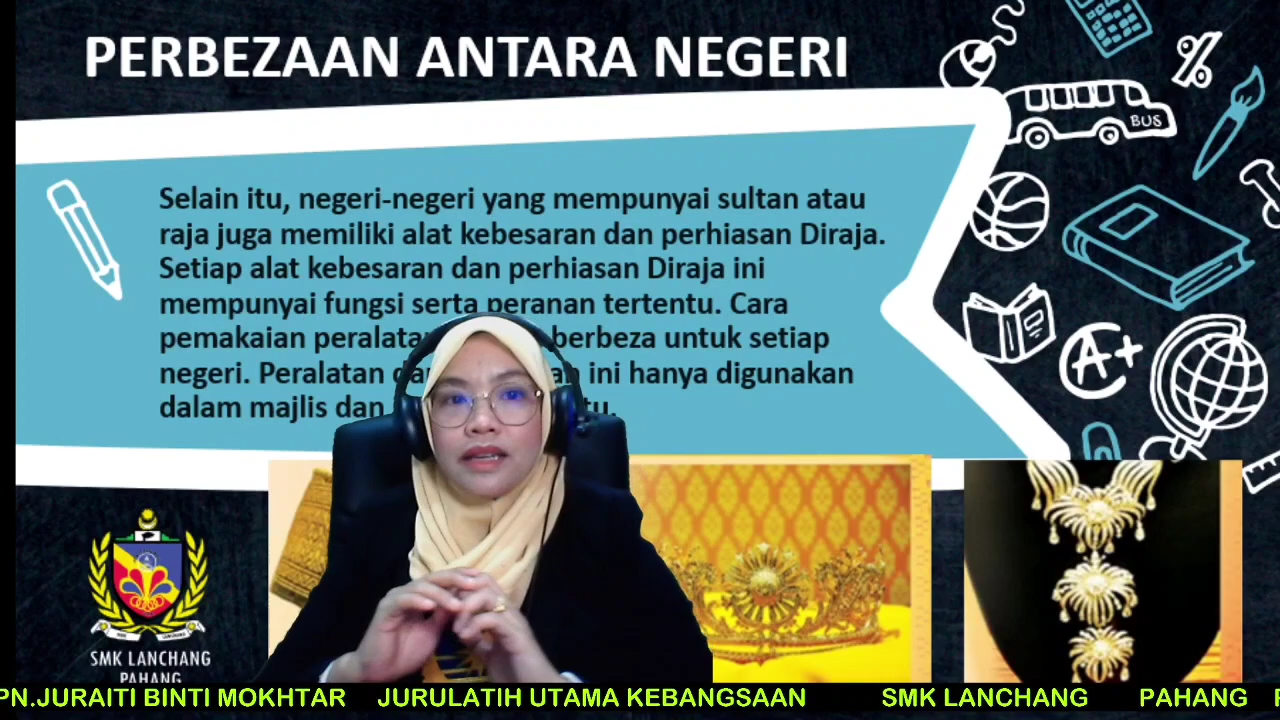 PERBEZAAN ANTARA NEGERI
BUS
Selain itu, negeri-negeri yang mempunyai sultan atau
raja juga memiliki alat kebesaran dan perhiasan Diraja.
Setiap alat kebesaran dan perhiasan Diraja ini
mempunyai fungsi serta peranan tertentu. Cara
pemakaian berbeza untuk setiap
negeri. Peralatan ini hanya digunakan
dalam majlis dan
A+
SMK LANCHANG
PAHANG
PN.JURAITI BINTI MOKHTAR JURULATIH UTAMA KEBANGSAAN SMK LANCHANG PAHANG